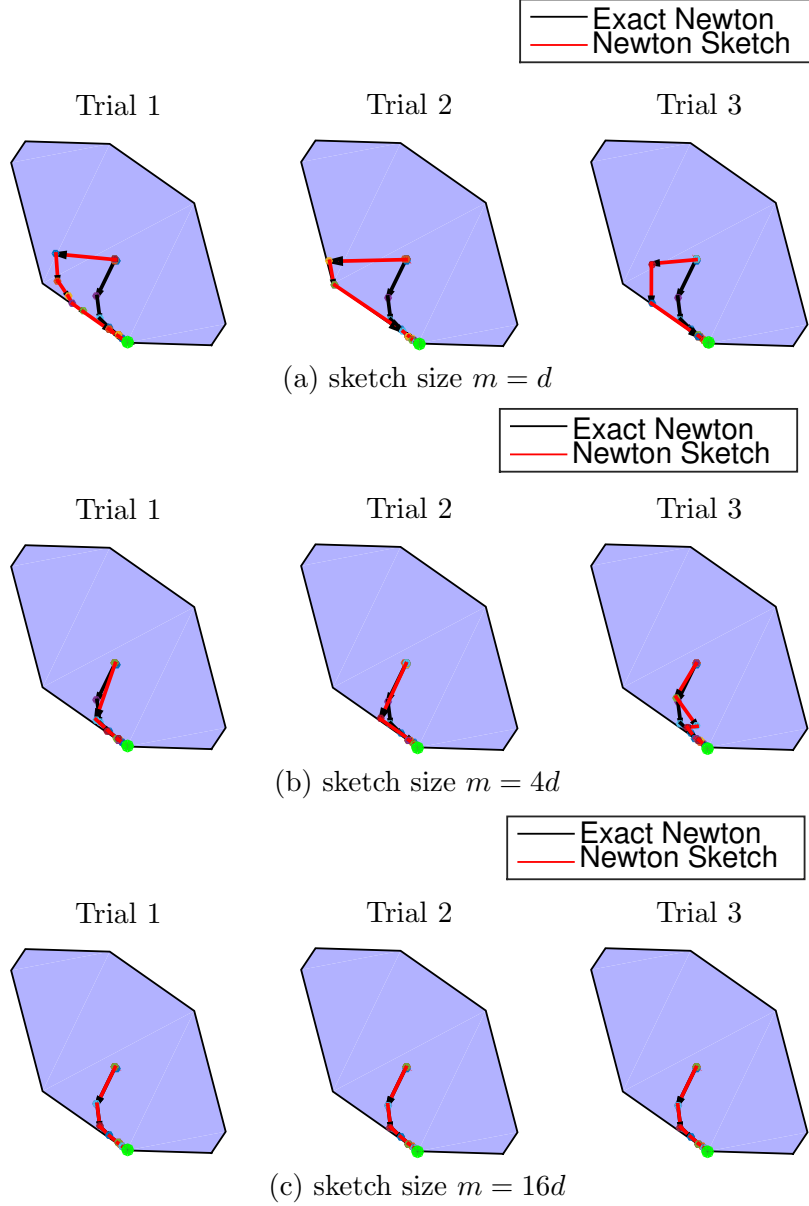 Exact Newton
Newton Sketch
Trial 1 Trial 2 Trial 3
(a) sketch size m = d
Exact Newton
Newton Sketch
Trial 1 Trial 2 Trial 3
(b) sketch size m = 4d
Exact Newton
Newton Sketch
Trial 1 Trial 2 Trial 3
(c) sketch size m = 16d